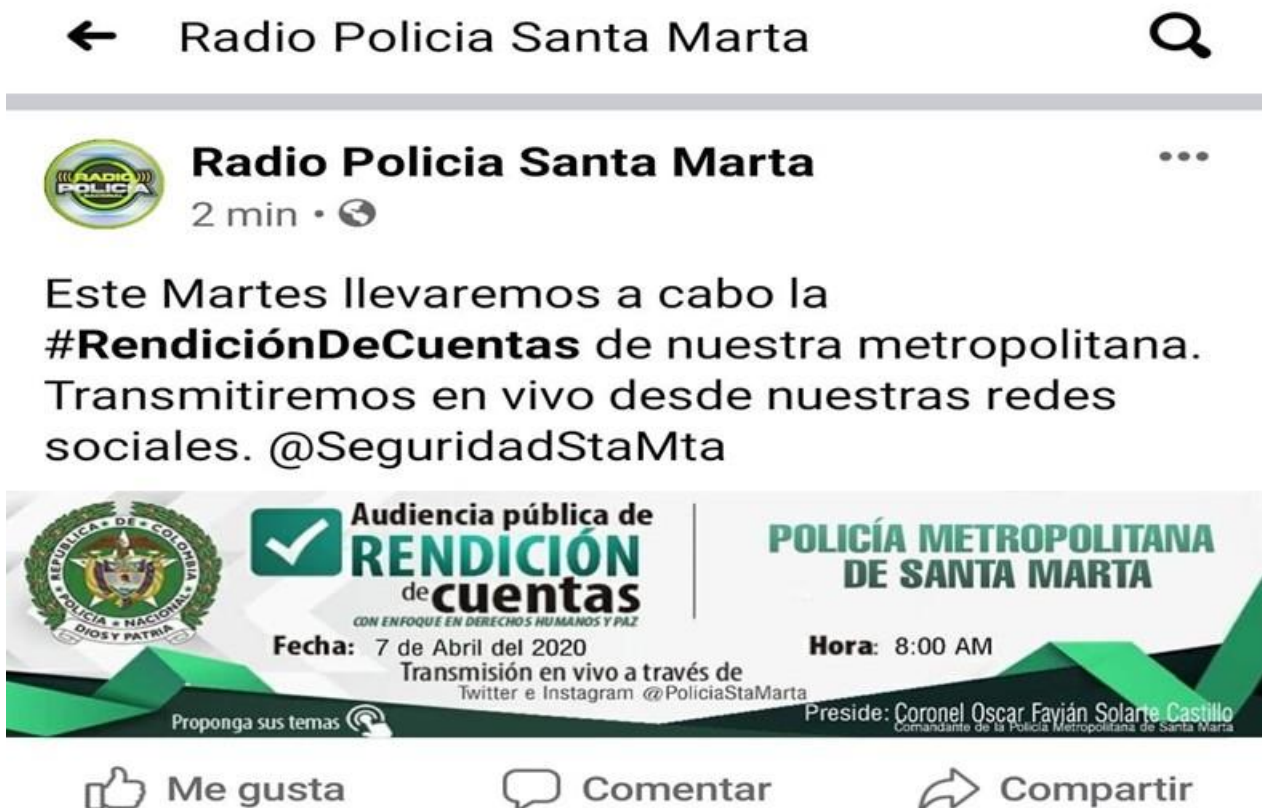 Radio Policia Santa Marta
RADIO
POLICIA
Radio Policia Santa Marta
2 min
Este Martes llevaremos a cabo la
#RendiciónDeCuentas de nuestra metropolitana.
Transmitiremos en vivo desde nuestras redes
sociales. @SeguridadStaMta
REPUBLICA • DE • COLOMBIA
POLICIA • NACIONAL
DIOS Y PATRIA
Audiencia pública de
RENDICIÓN
de cuentas
CON ENFOQUE EN DERECHOS HUMANOS Y PAZ
POLICÍA METROPOLITANA
DE SANTA MARTA
Fecha: 7 de Abril del 2020
Hora: 8:00 AM
Transmisión en vivo a través de
Twitter e Instagram @PoliciaStaMarta
Proponga sus temas
Preside: Coronel Oscar Favián Solarte Castillo
Comandante de la Policía Metropolitana de Santa Marta
Me gusta
Comentar
Compartir